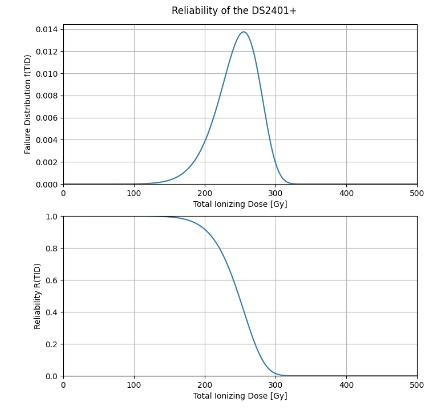 Reliability of the DS2401+
0.014
0.012
0.010
0.008
0.006
0.004
0.002
0.000
Failure Distribution f(TID)
0 100 200 300 400 500
Total Ionizing Dose [Gy]
1.0
0.8
0.6
0.4
0.2
0.0
Reliability R(TID)
0 100 200 300 400 500
Total Ionizing Dose [Gy]